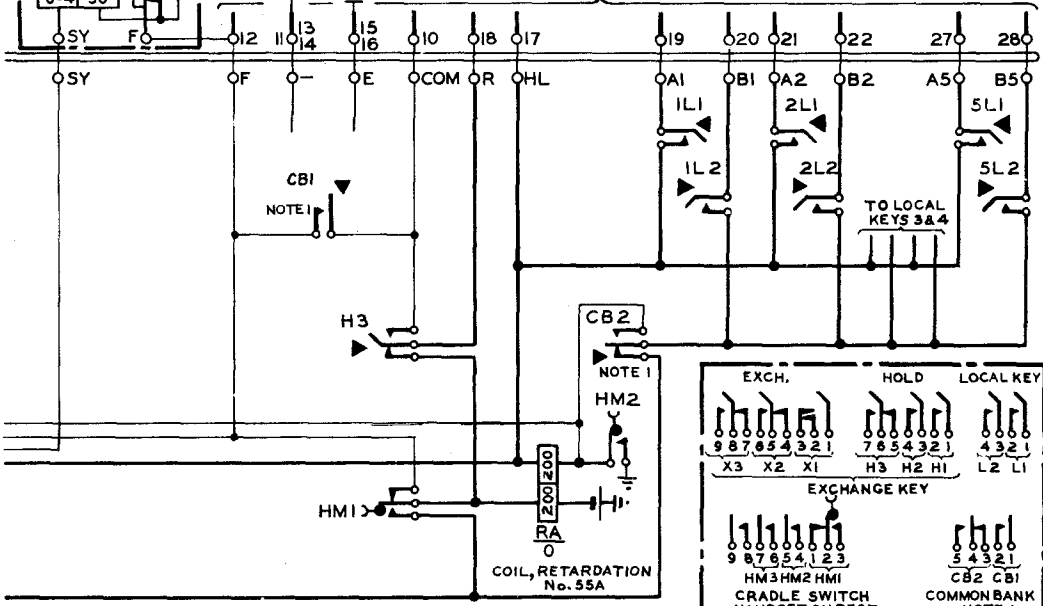 SY F 12 11 13 15 10 18 17 19 20 21 22 27 28
14 16
SY F – E COM R HL A1 B1 A2 B2 A5 B5
1L1 2L1 5L1
1L2 2L2 5L2
CB1
NOTE 1
TO LOCAL
KEYS 3&4
H3
CB2
NOTE 1
HM2
200
200
HM1
RA
0
COIL, RETARDATION
No. 55A
EXCH. HOLD LOCAL KEY
9 8 7 6 5 4 3 2 1 7 6 5 4 3 2 1 4 3 2 1
X3 X2 X1 H3 H2 H1 L2 L1
EXCHANGE KEY
9 8 7 6 5 4 1 2 3 5 4 3 2 1
HM3 HM2 HM1 CB2 CB1
CRADLE SWITCH COMMON BANK